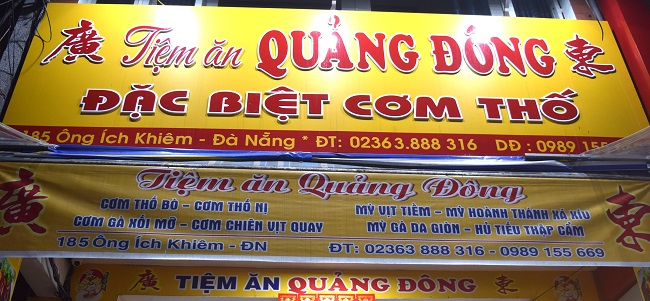 廣 Tiệm ăn QUẢNG ĐÔNG 東
ĐẶC BIỆT CƠM THỐ
185 Ông Ích Khiêm - Đà Nẵng * ĐT: 02363.888 316 DĐ: 0989 155
廣 Tiệm ăn Quảng Đông 東
CƠM THỐ BÒ - CƠM THỐ NỊ
CƠM GÀ XỐI MỠ - CƠM CHIÊN VỊT QUAY
MỲ VỊT TIỀM - MỲ HOÀNH THÁNH XÁ XÍU
MỲ GÀ DA GIÒN - HỦ TIẾU THẬP CẨM
185 Ông Ích Khiêm - ĐN ĐT: 02363 888 316 - 0989 155 669
廣 TIỆM ĂN QUẢNG ĐÔNG 東